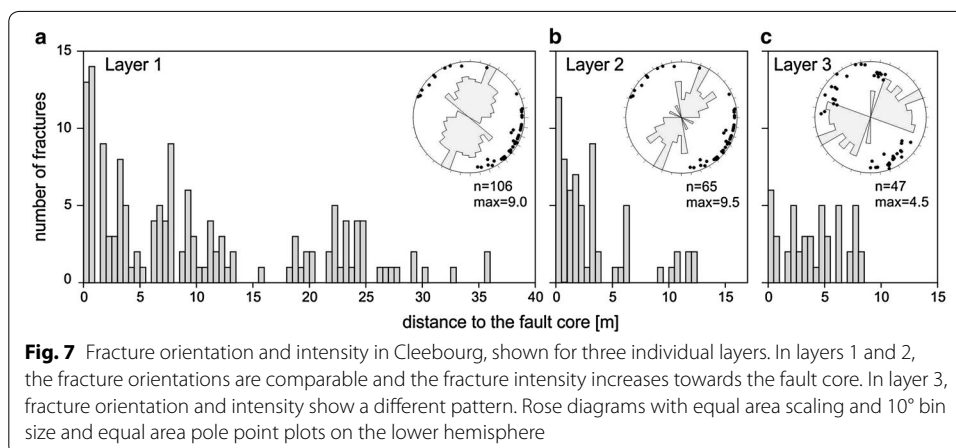 a
b
c
15
10
5
0
number of fractures
Layer 1
n=106
max=9.0
Layer 2
n=65
max=9.5
Layer 3
n=47
max=4.5
0 5 10 15 20 25 30 35 40
0 5 10 15
0 5 10 15
distance to the fault core [m]
Fig. 7 Fracture orientation and intensity in Cleebourg, shown for three individual layers. In layers 1 and 2,
the fracture orientations are comparable and the fracture intensity increases towards the fault core. In layer 3,
fracture orientation and intensity show a different pattern. Rose diagrams with equal area scaling and 10° bin
size and equal area pole point plots on the lower hemisphere